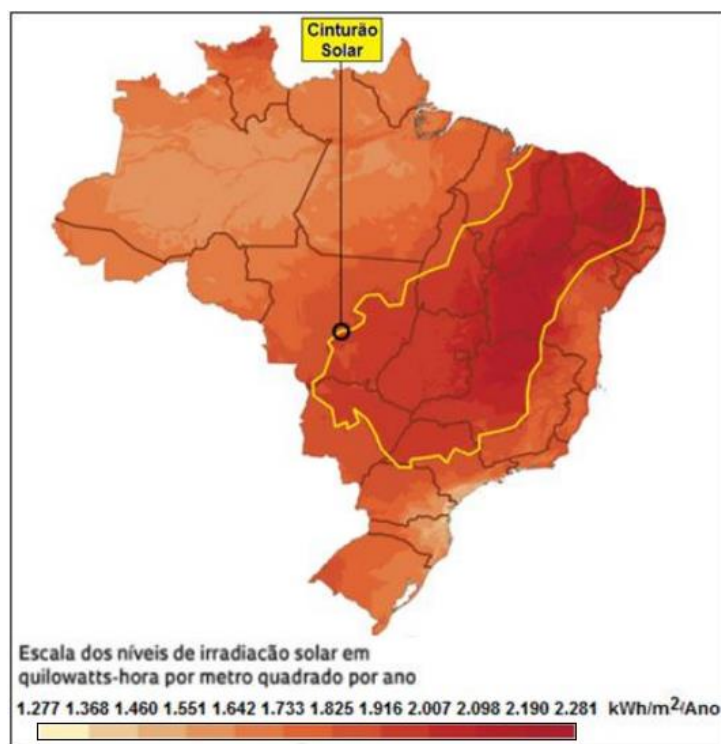 Cinturão
Solar
Escala dos níveis de irradiacão solar em
quilowatts-hora por metro quadrado por ano
1.277 1.368 1.460 1.551 1.642 1.733 1.825 1.916 2.007 2.098 2.190 2.281 kWh/m²/Ano